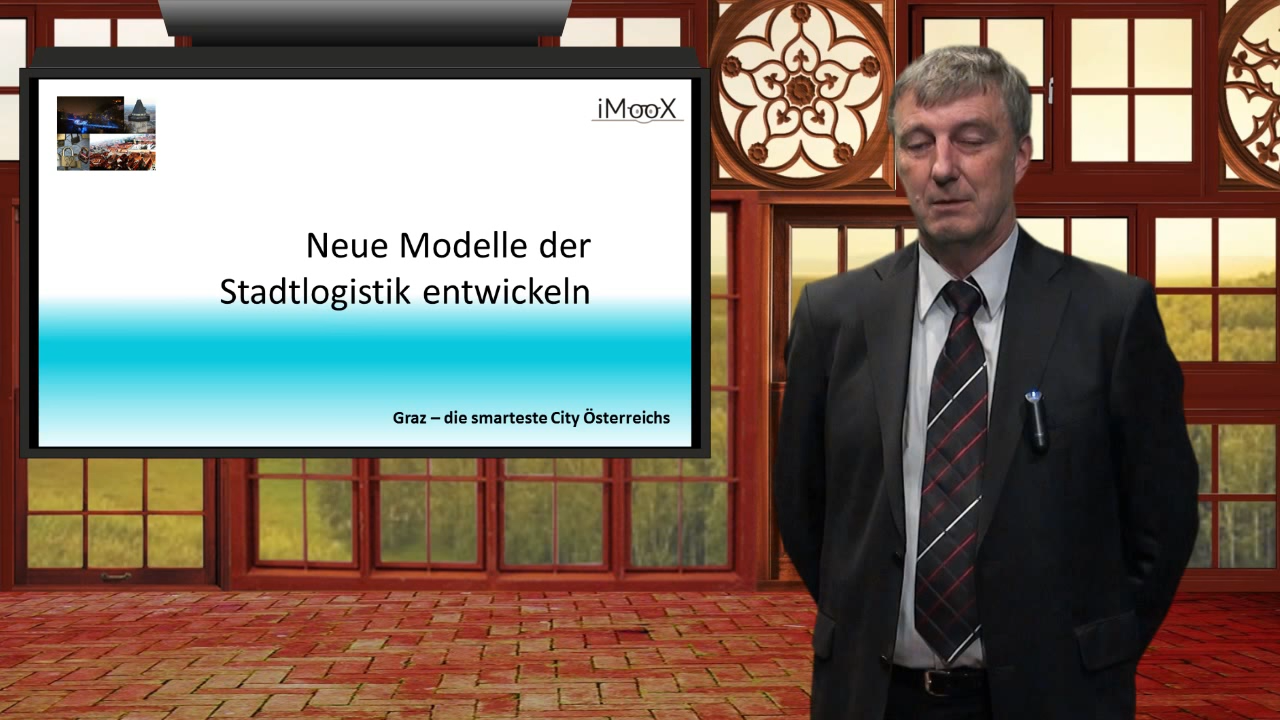 iMooX
Neue Modelle der
Stadtlogistik entwickeln
Graz – die smarteste City Österreichs